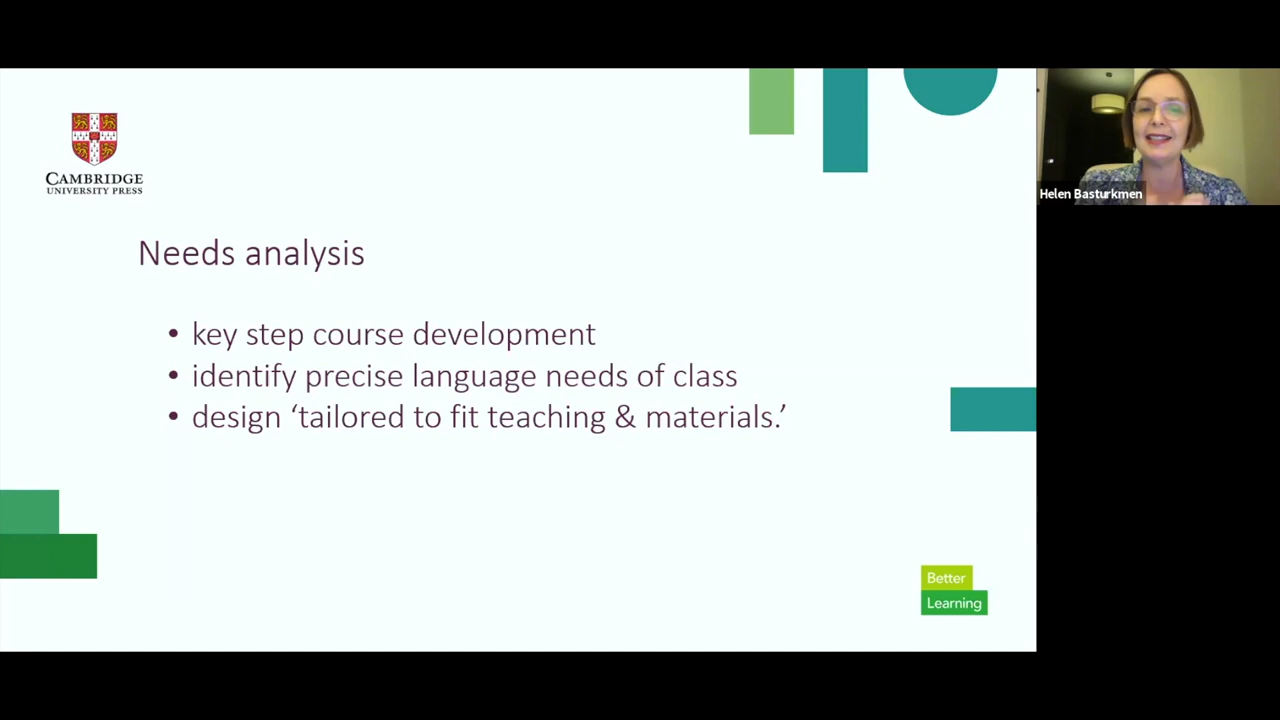 CAMBRIDGE
UNIVERSITY PRESS
Helen Basturkmen
Needs analysis
• key step course development
• identify precise language needs of class
• design ‘tailored to fit teaching & materials.’
Better
Learning